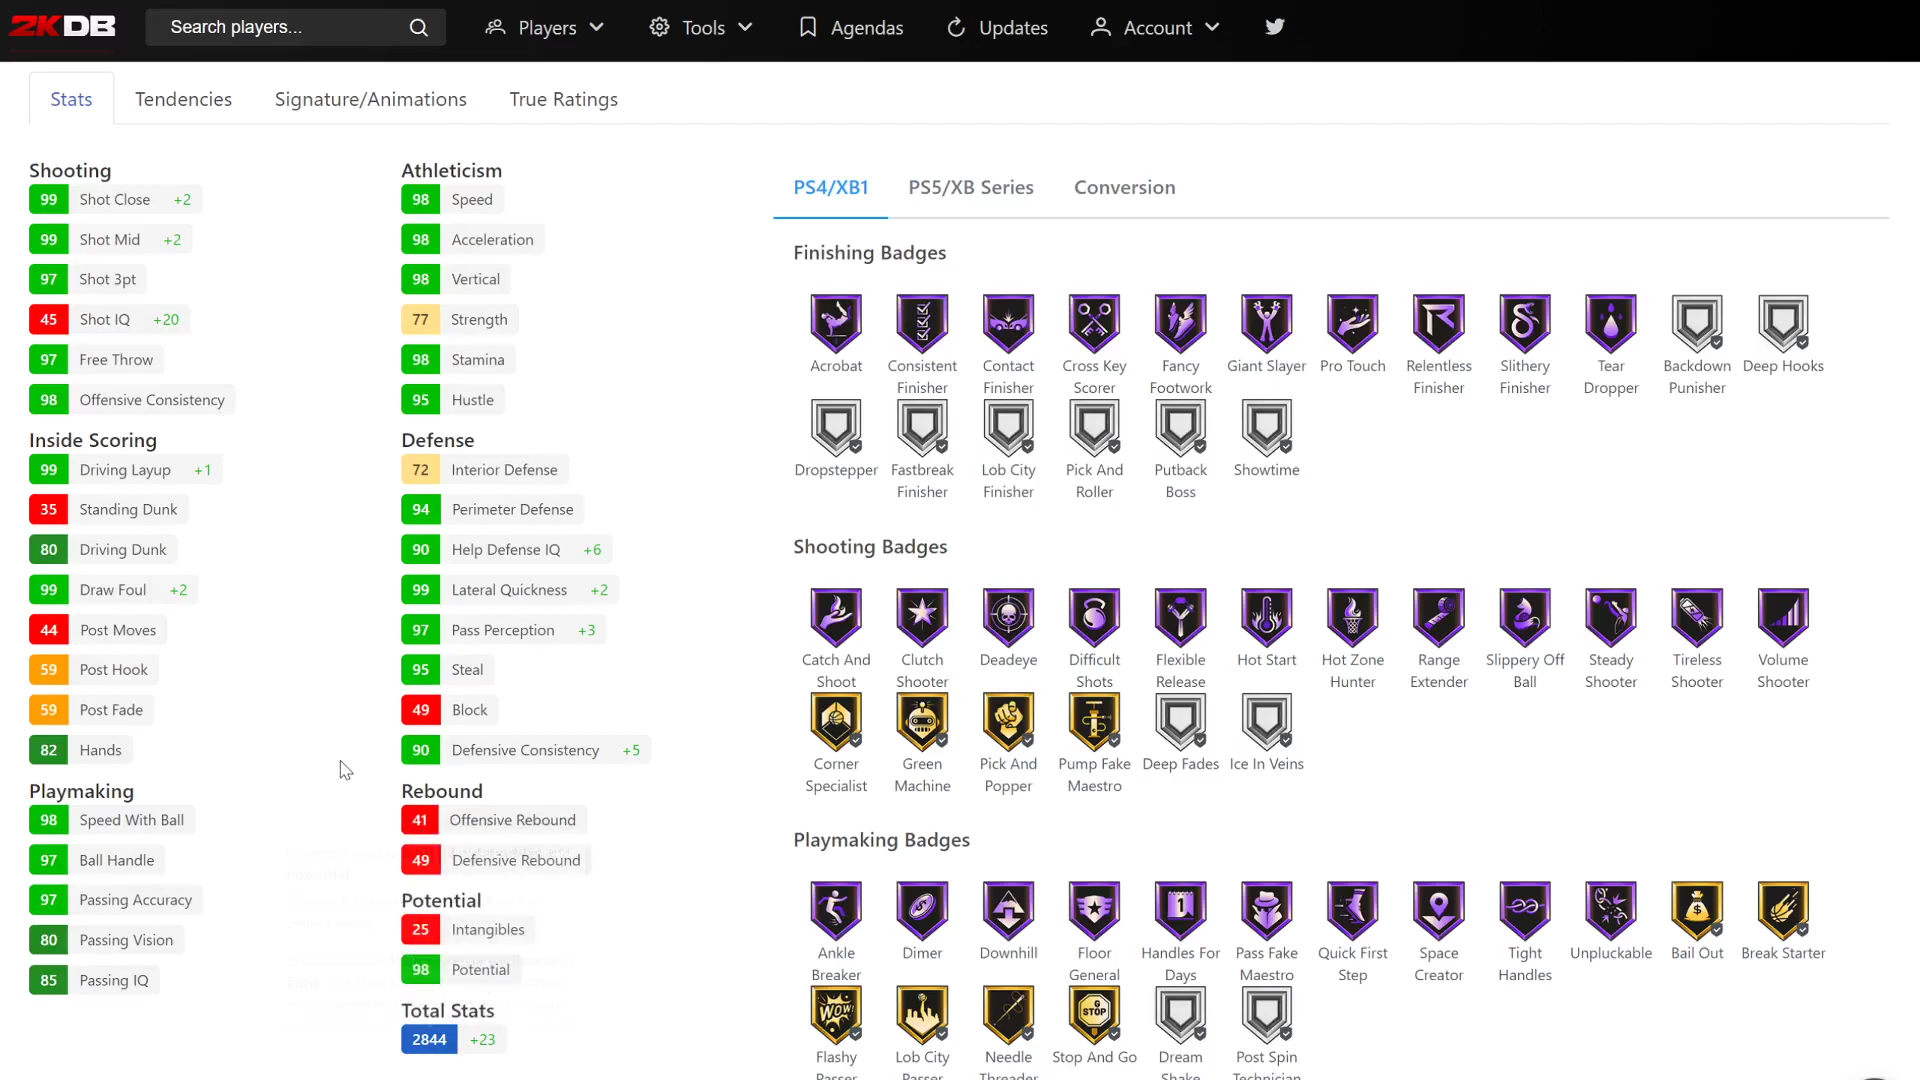 2KDB
Search players...
Players
Tools
Agendas
Updates
Account
Stats
Tendencies
Signature/Animations
True Ratings
Shooting
99 Shot Close +2
99 Shot Mid +2
97 Shot 3pt
45 Shot IQ +20
97 Free Throw
98 Offensive Consistency
Inside Scoring
99 Driving Layup +1
35 Standing Dunk
80 Driving Dunk
99 Draw Foul +2
44 Post Moves
59 Post Hook
59 Post Fade
82 Hands
Playmaking
98 Speed With Ball
97 Ball Handle
97 Passing Accuracy
80 Passing Vision
85 Passing IQ
Athleticism
98 Speed
98 Acceleration
98 Vertical
77 Strength
98 Stamina
95 Hustle
Defense
72 Interior Defense
94 Perimeter Defense
90 Help Defense IQ +6
99 Lateral Quickness +2
97 Pass Perception +3
95 Steal
49 Block
90 Defensive Consistency +5
Rebound
41 Offensive Rebound
49 Defensive Rebound
Potential
25 Intangibles
98 Potential
Total Stats
2844 +23
PS4/XB1
PS5/XB Series
Conversion
Finishing Badges
Acrobat
Consistent
Finisher
Contact
Finisher
Cross Key
Scorer
Fancy
Footwork
Giant Slayer
Pro Touch
Relentless
Finisher
Slithery
Finisher
Tear
Dropper
Backdown
Punisher
Deep Hooks
Dropstepper
Fastbreak
Finisher
Lob City
Finisher
Pick And
Roller
Putback
Boss
Showtime
Shooting Badges
Catch And
Shoot
Clutch
Shooter
Deadeye
Difficult
Shots
Flexible
Release
Hot Start
Hot Zone
Hunter
Range
Extender
Slippery Off
Ball
Steady
Shooter
Tireless
Shooter
Volume
Shooter
Corner
Specialist
Green
Machine
Pick And
Popper
Pump Fake
Maestro
Deep Fades
Ice In Veins
Playmaking Badges
Ankle
Breaker
Dimer
Downhill
Floor
General
1
Handles For
Days
Pass Fake
Maestro
Quick First
Step
Space
Creator
Tight
Handles
Unpluckable
$
Bail Out
Break Starter
WOW!
Flashy
Passer
Lob City
Passer
Needle
Threader
G
STOP
Stop And Go
Dream
Shake
Post Spin
Technician